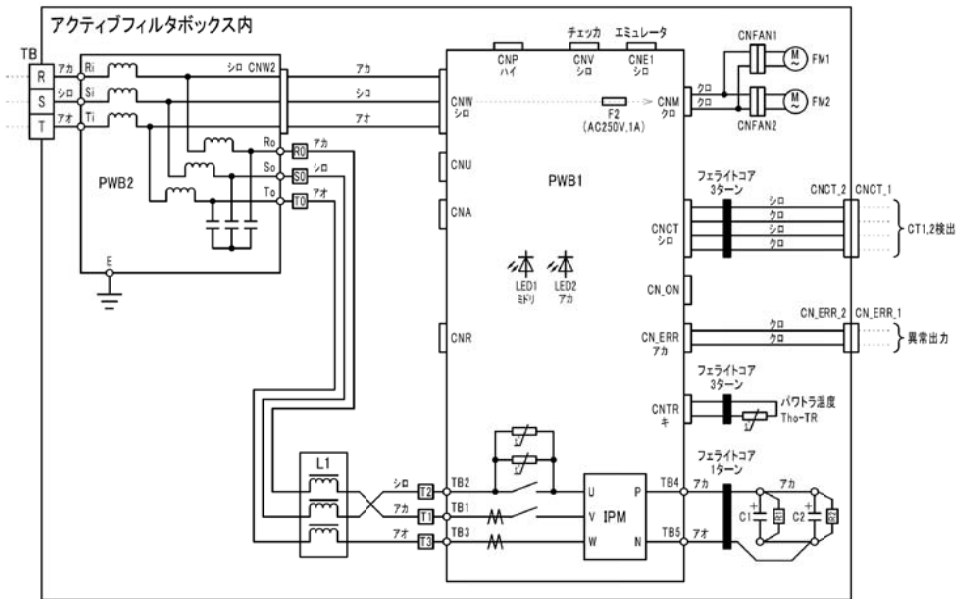 アクティブフィルタボックス内
TB
R
S
T
アカ
シロ
アオ
Ri
Si
Ti
シロ CNW2
アカ
シロ
アオ
PWB2
Ro
So
To
R0
S0
T0
アカ
シロ
アオ
E
CNP
ハイ
チェッカ
CNV
シロ
エミュレータ
CNE1
シロ
CNW
シロ
F2
(AC250V,1A)
CNM
クロ
クロ
クロ
CNFAN1
M
~
FM1
M
~
FM2
CNFAN2
CNU
CNA
PWB1
LED1
ミドリ
LED2
アカ
CNR
フェライトコア
3ターン
CNCT
シロ
シロ
クロ
シロ
クロ
CNCT_2
CNCT_1
CT1,2検出
CN_ON
CN_ERR
アカ
クロ
クロ
CN_ERR_2
CN_ERR_1
異常出力
フェライトコア
3ターン
CNTR
キ
パワトラ温度
Tho-TR
L1
シロ
アカ
アオ
T2
T1
T3
TB2
TB1
TB3
U
V
W
IPM
P
N
TB4
TB5
フェライトコア
1ターン
アカ
アオ
アカ
+
C1
R1
+
C2
R2